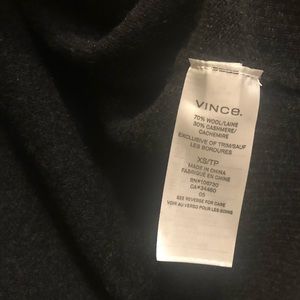 VINCE.
70% WOOL/LAINE
30% CASHMERE/
CACHEMIRE
EXCLUSIVE OF TRIM/SAUF
LES BORDURES
XS/TP
MADE IN CHINA
FABRIQUÉ EN CHINE
RN#105730
CA#34460
05
SEE REVERSE FOR CARE
VOIR AU VERSO POUR LES SOINS